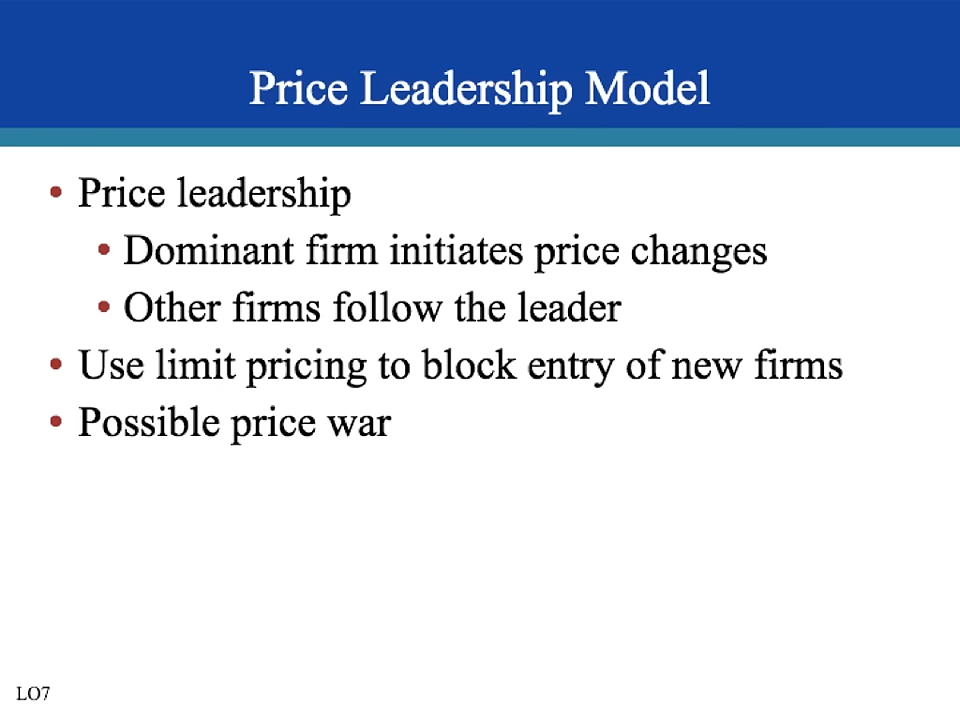 Price Leadership Model
• Price leadership
• Dominant firm initiates price changes
• Other firms follow the leader
• Use limit pricing to block entry of new firms
• Possible price war
LO7